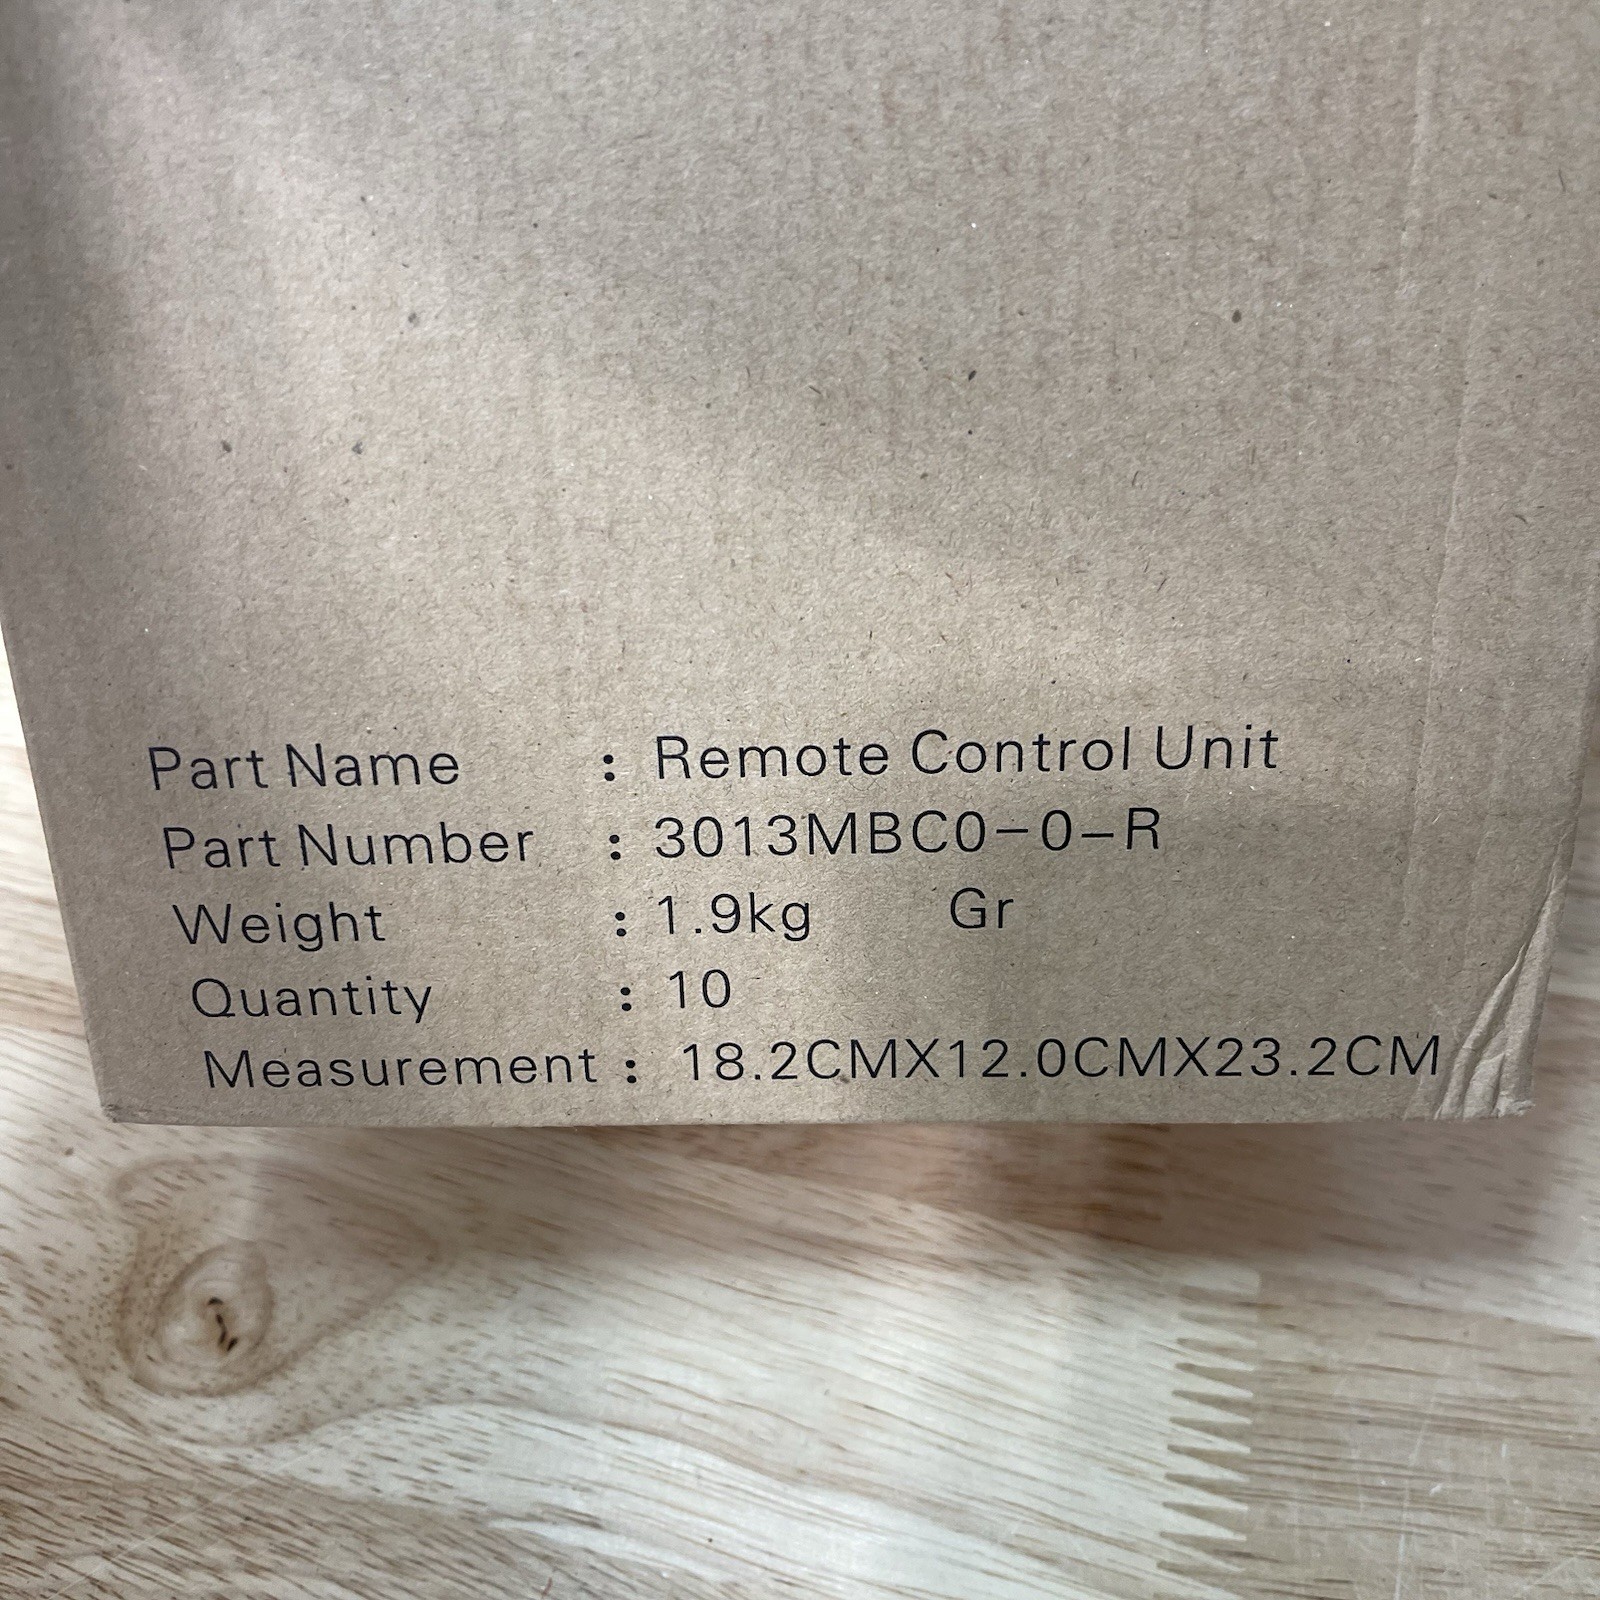 Part Name : Remote Control Unit
Part Number : 3013MBC0-0-R
Weight : 1.9kg Gr
Quantity : 10
Measurement : 18.2CMX12.0CMX23.2CM